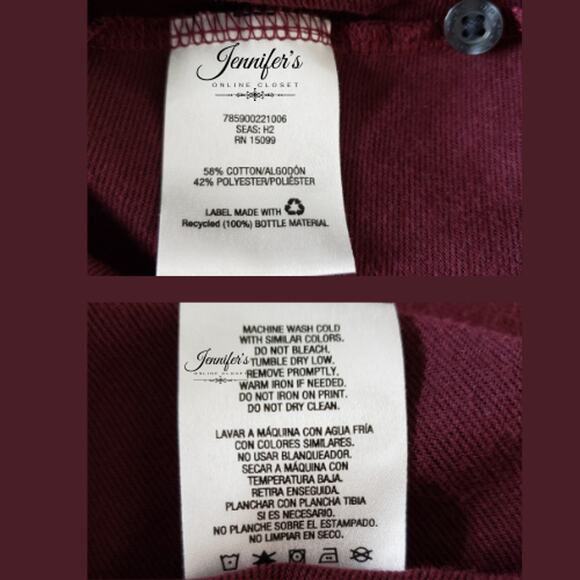 Jennifer's
ONLINE CLOSET
785900221006
SEAS: H2
RN 15099
58% COTTON/ALGODÓN
42% POLYESTER/POLIÉSTER
LABEL MADE WITH
Recycled (100%) BOTTLE MATERIAL
MACHINE WASH COLD
WITH SIMILAR COLORS.
DO NOT BLEACH.
Jennifer's
ONLINE CLOSET
TUMBLE DRY LOW.
REMOVE PROMPTLY.
WARM IRON IF NEEDED.
DO NOT IRON ON PRINT.
DO NOT DRY CLEAN.
LAVAR A MÁQUINA CON AGUA FRÍA
CON COLORES SIMILARES.
NO USAR BLANQUEADOR.
SECAR A MÁQUINA CON
TEMPERATURA BAJA.
RETIRA ENSEGUIDA.
PLANCHAR CON PLANCHA TIBIA
SI ES NECESARIO.
NO PLANCHE SOBRE EL ESTAMPADO.
NO LIMPIAR EN SECO.